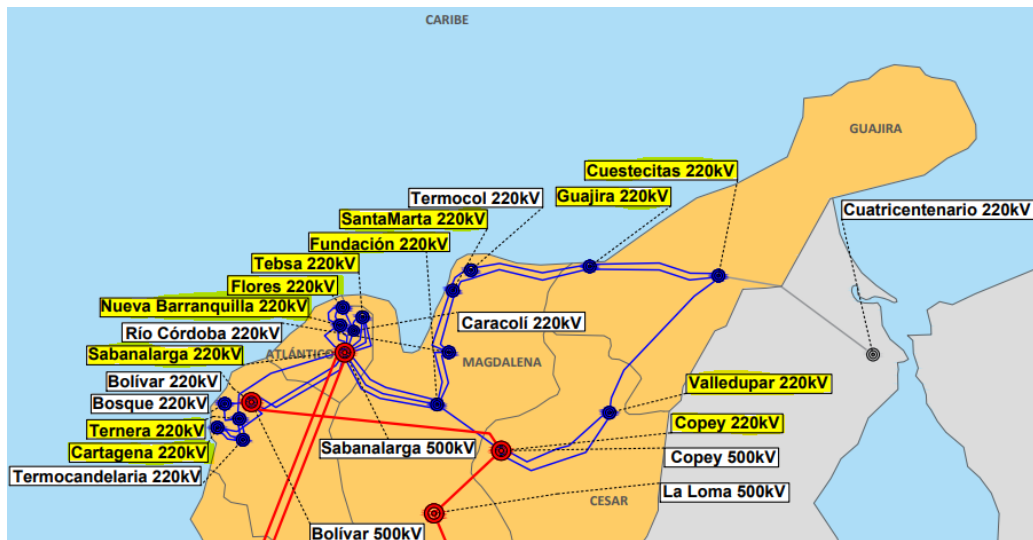 CARIBE
GUAJIRA
Cuestecitas 220kV
Termocol 220kV
Guajira 220kV
Cuatricentenario 220kV
SantaMarta 220kV
Fundación 220kV
Tebsa 220kV
Flores 220kV
Nueva Barranquilla 220kV
Río Córdoba 220kV
Caracolí 220kV
Sabanalarga 220kV
ATLÁNTICO
MAGDALENA
Bolívar 220kV
Valledupar 220kV
Bosque 220kV
Ternera 220kV
Copey 220kV
Cartagena 220kV
Sabanalarga 500kV
Copey 500kV
Termocandelaria 220kV
La Loma 500kV
CESAR
Bolívar 500kV